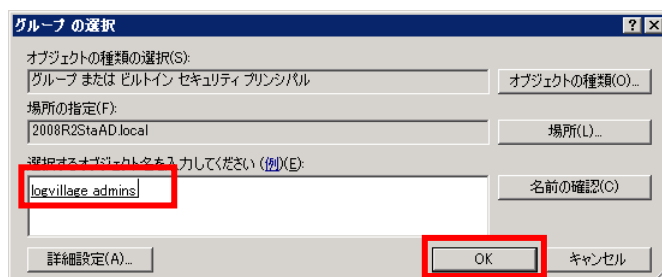 グループ の選択
オブジェクトの種類の選択(S):
グループ または ビルトイン セキュリティ プリンシパル
オブジェクトの種類(O)...
場所の指定(F):
2008R2StaAD.local
場所(L)...
選択するオブジェクト名を入力してください (例)(E):
logvillage admins
名前の確認(C)
詳細設定(A)...
OK
キャンセル